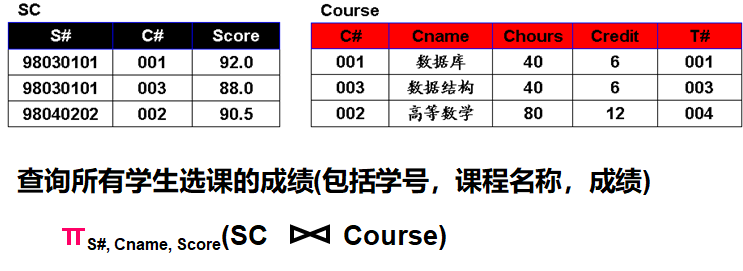 SC
S# C# Score
98030101 001 92.0
98030101 003 88.0
98040202 002 90.5
Course
C# Cname Chours Credit T#
001 数据库 40 6 001
003 数据结构 40 6 003
002 高等数学 80 12 004
查询所有学生选课的成绩(包括学号，课程名称，成绩)
π S#, Cname, Score(SC ⋈ Course)